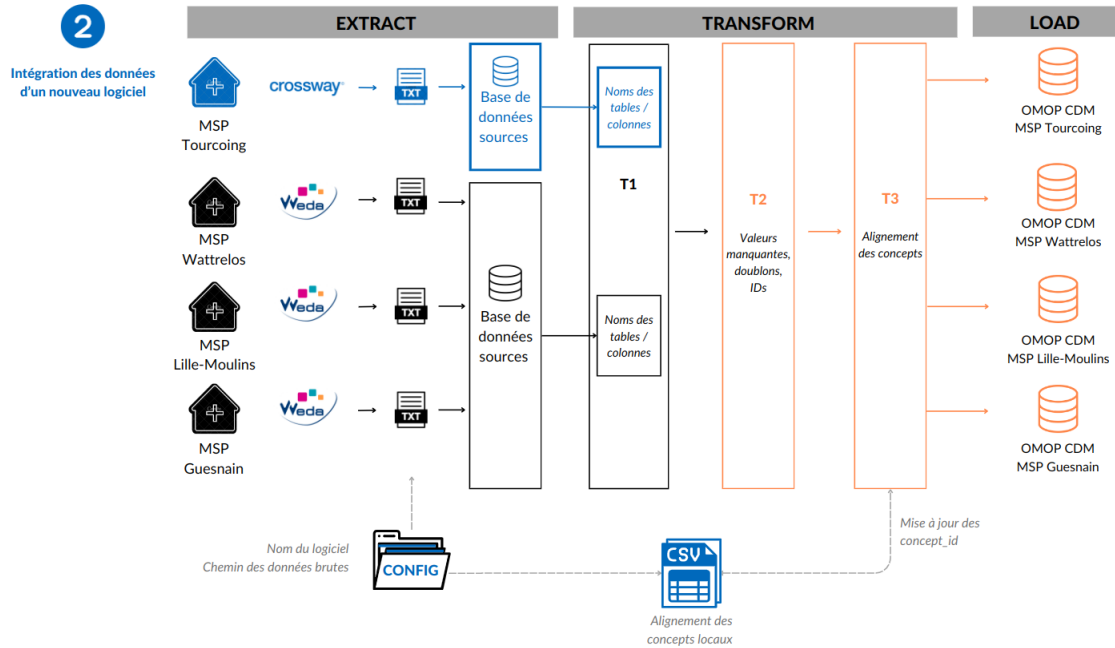 2
EXTRACT
TRANSFORM
LOAD
Intégration des données
d'un nouveau logiciel
MSP
Tourcoing
crossway
TXT
Base de
données
sources
Noms des
tables /
colonnes
OMOP CDM
MSP Tourcoing
MSP
Wattrelos
Weda
TXT
T1
T2
Valeurs
manquantes,
doublons,
IDs
T3
Alignement
des concepts
OMOP CDM
MSP Wattrelos
MSP
Lille-Moulins
Weda
TXT
Base de
données
sources
Noms des
tables /
colonnes
OMOP CDM
MSP Lille-Moulins
MSP
Guesnain
Weda
TXT
OMOP CDM
MSP Guesnain
Nom du logiciel
Chemin des données brutes
CONFIG
CSV
Alignement des
concepts locaux
Mise à jour des
concept_id